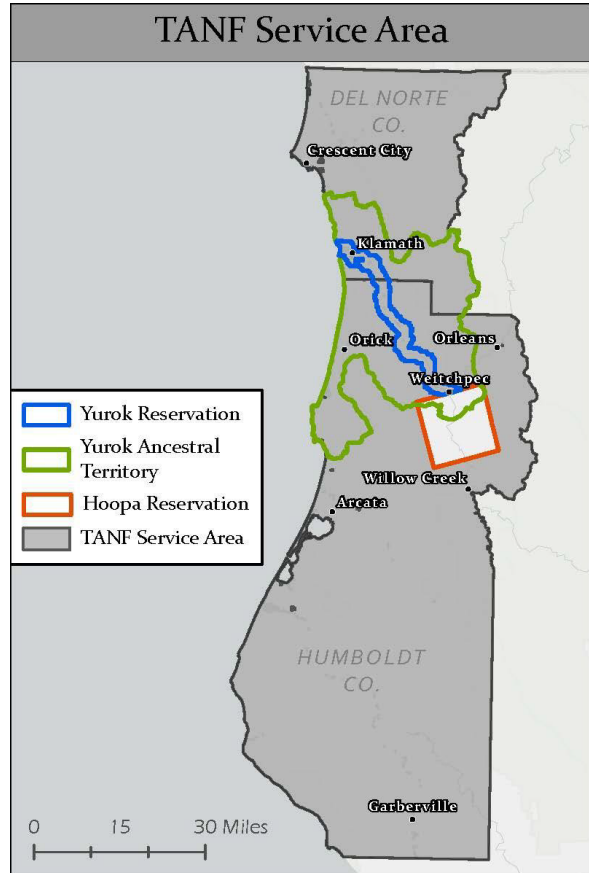 TANF Service Area
DEL NORTE
CO.
Crescent City
Klamath
Orick
Orleans
Weitchpec
Yurok Reservation
Yurok Ancestral
Territory
Hoopa Reservation
TANF Service Area
Willow Creek
Arcata
HUMBOLDT
CO.
Garberville
0 15 30 Miles